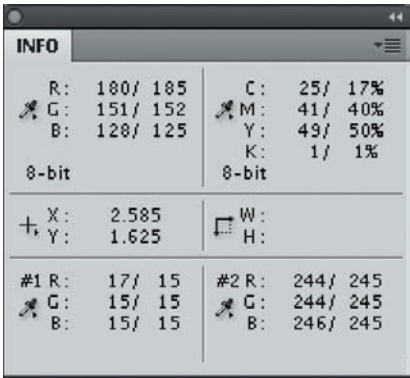 INFO
R: 180/ 185
G: 151/ 152
B: 128/ 125
8-bit
C: 25/ 17%
M: 41/ 40%
Y: 49/ 50%
K: 1/ 1%
8-bit
X: 2.585
Y: 1.625
W:
H:
#1 R: 17/ 15
G: 15/ 15
B: 15/ 15
#2 R: 244/ 245
G: 244/ 245
B: 246/ 245